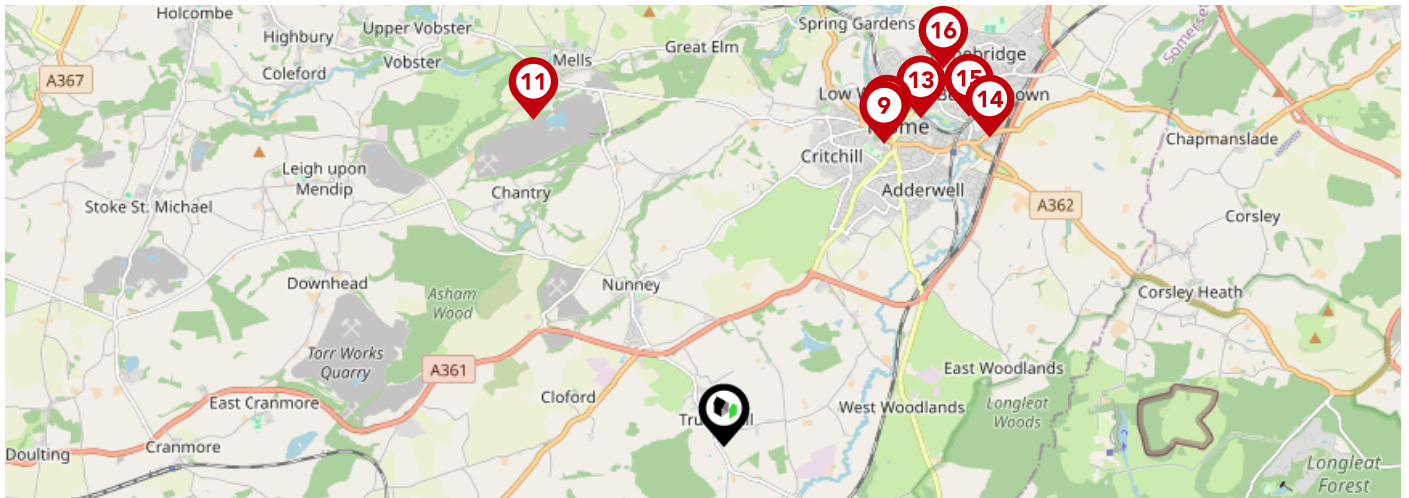 Holcombe
Upper Vobster
Spring Gardens
16
Highbury
Great Elm
Vobster
Mells
Coleford
A367
11
13
15
14
9
Low
Chapmanslade
Critchill
Leigh upon
Mendip
Chantry
Adderwell
Stoke St. Michael
A362
Corsley
Downhead
Nunney
Asham
Wood
Corsley Heath
Torr Works
Quarry
A361
East Woodlands
Cloford
East Cranmore
West Woodlands
Longleat
Woods
Cranmore
Doulting
Longleat
Forest
Somerset